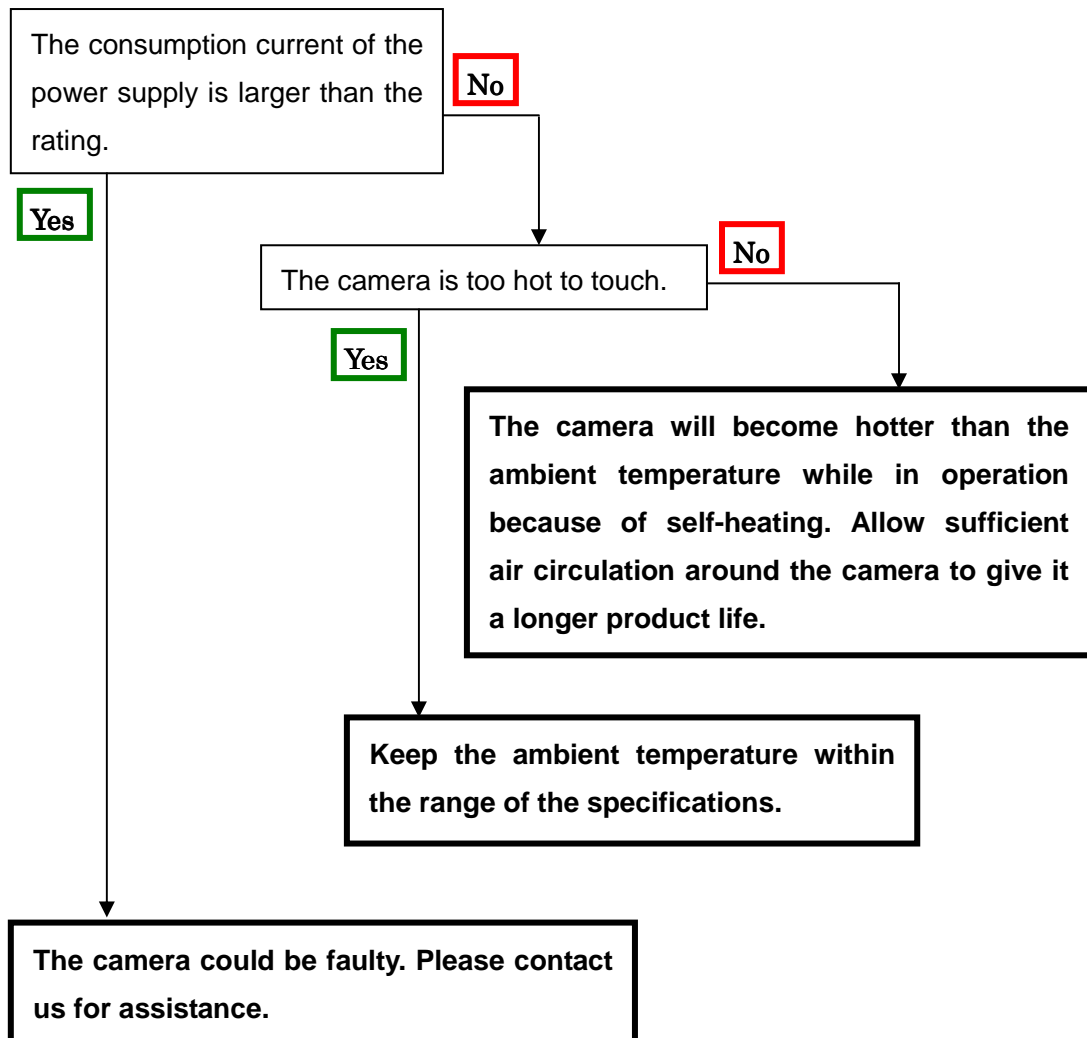 The consumption current of the
power supply is larger than the
rating.
No
Yes
The camera is too hot to touch.
No
Yes
The camera will become hotter than the
ambient temperature while in operation
because of self-heating. Allow sufficient
air circulation around the camera to give it
a longer product life.
Keep the ambient temperature within
the range of the specifications.
The camera could be faulty. Please contact
us for assistance.